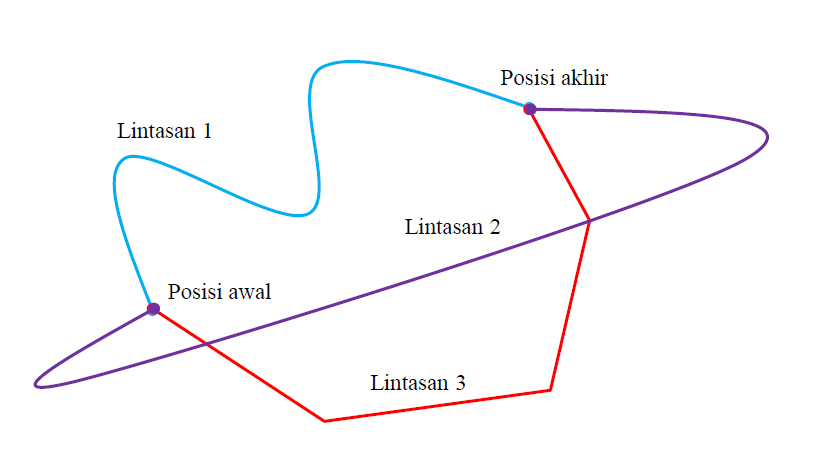 Posisi akhir
Lintasan 1
Lintasan 2
Posisi awal
Lintasan 3